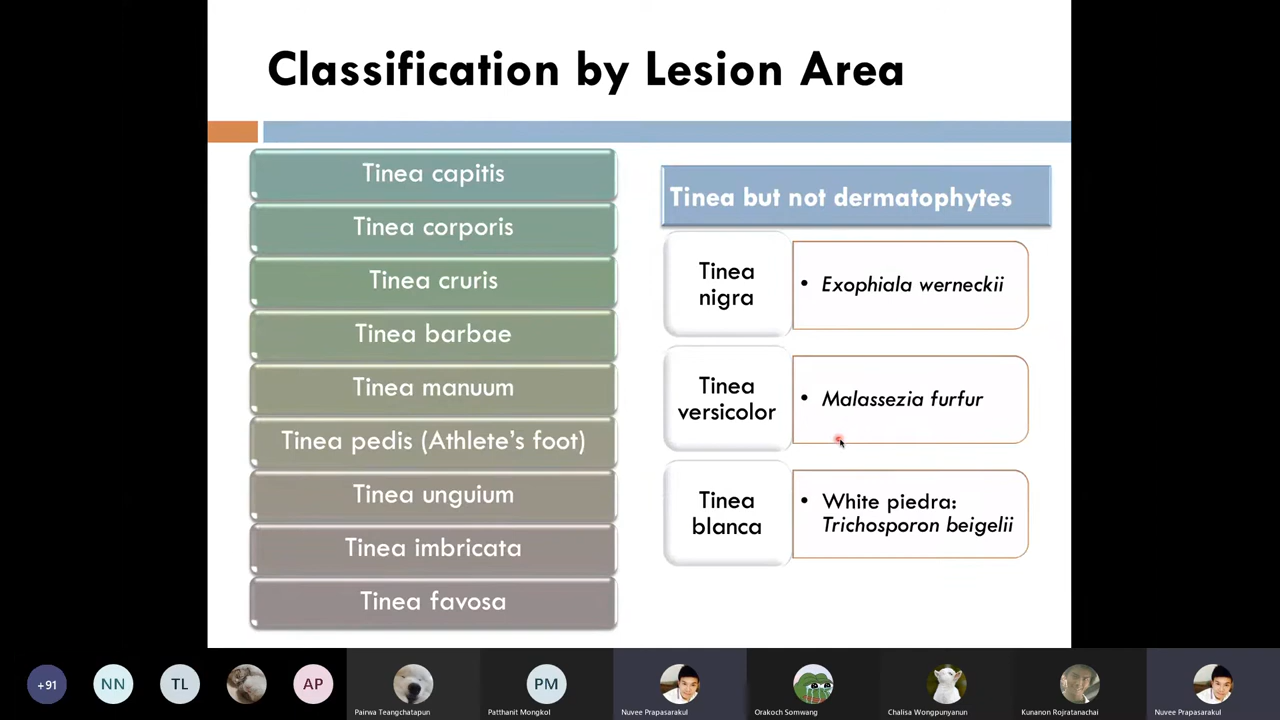 Classification by Lesion Area
Tinea capitis
Tinea corporis
Tinea cruris
Tinea barbae
Tinea manuum
Tinea pedis (Athlete's foot)
Tinea unguium
Tinea imbricata
Tinea favosa
Tinea but not dermatophytes
Tinea
nigra
• Exophiala werneckii
Tinea
versicolor
• Malassezia furfur
Tinea
blanca
• White piedra:
Trichosporon beigelii
+91
NN
TL
AP
Pairwa Teangchatapun
PM
Patthanit Mongkol
Nuvee Prapasarakul
Orakoch Somwang
Chalisa Wongpunyanun
Kunanon Rojratanachai
Nuvee Prapasarakul